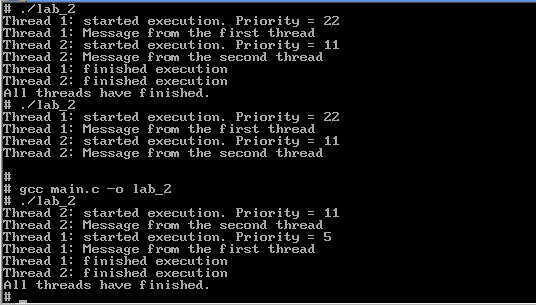 # ./lab_2
Thread 1: started execution. Priority = 22
Thread 1: Message from the first thread
Thread 2: started execution. Priority = 11
Thread 2: Message from the second thread
Thread 1: finished execution
Thread 2: finished execution
All threads have finished.
# ./lab_2
Thread 1: started execution. Priority = 22
Thread 1: Message from the first thread
Thread 2: started execution. Priority = 11
Thread 2: Message from the second thread
#
# gcc main.c -o lab_2
# ./lab_2
Thread 2: started execution. Priority = 11
Thread 2: Message from the second thread
Thread 1: started execution. Priority = 5
Thread 1: Message from the first thread
Thread 1: finished execution
Thread 2: finished execution
All threads have finished.
# _